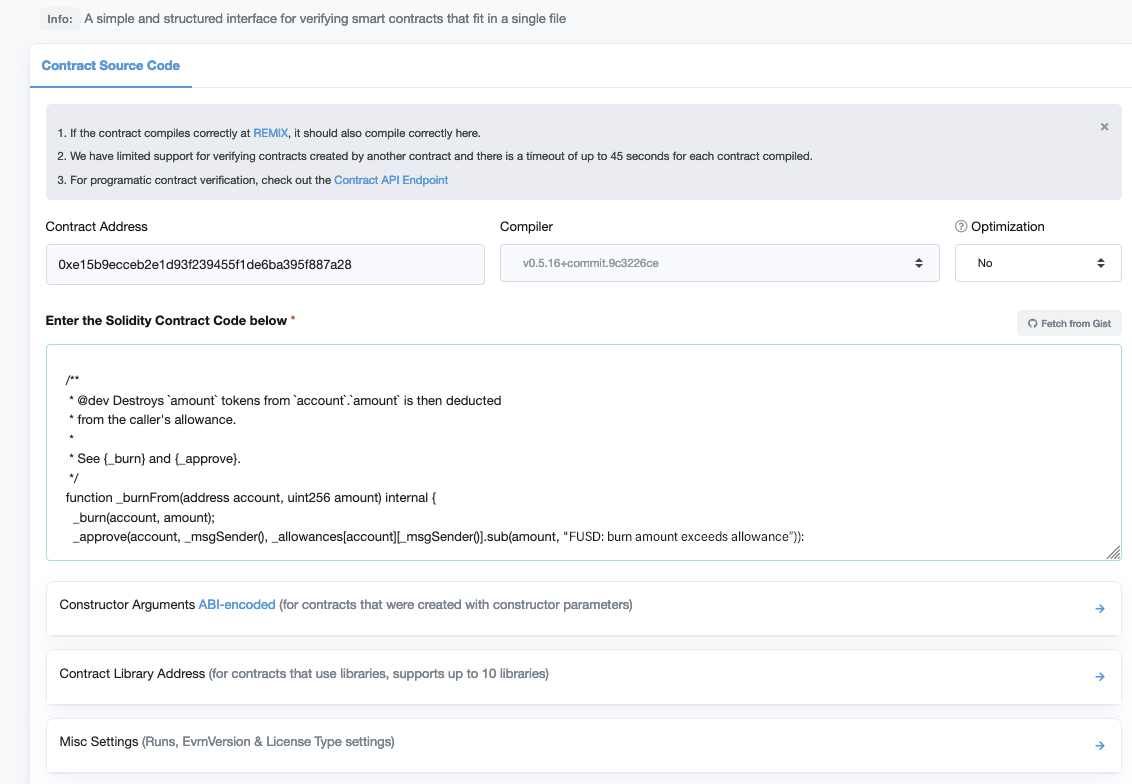 Info: A simple and structured interface for verifying smart contracts that fit in a single file
Contract Source Code
1. If the contract compiles correctly at REMIX, it should also compile correctly here.
×
2. We have limited support for verifying contracts created by another contract and there is a timeout of up to 45 seconds for each contract compiled.
3. For programatic contract verification, check out the Contract API Endpoint
Contract Address
Compiler
? Optimization
0xe15b9ecceb2e1d93f239455f1de6ba395f887a28
v0.5.16+commit.9c3226ce
No
Enter the Solidity Contract Code below *
Fetch from Gist
/**
* @dev Destroys `amount` tokens from `account`.`amount` is then deducted
* from the caller's allowance.
*
* See {_burn} and {_approve}.
*/
function _burnFrom(address account, uint256 amount) internal {
_burn(account, amount);
_approve(account, _msgSender(), _allowances[account][_msgSender()].sub(amount, "FUSD: burn amount exceeds allowance")):
Constructor Arguments ABI-encoded (for contracts that were created with constructor parameters)
Contract Library Address (for contracts that use libraries, supports up to 10 libraries)
Misc Settings (Runs, EvmVersion & License Type settings)